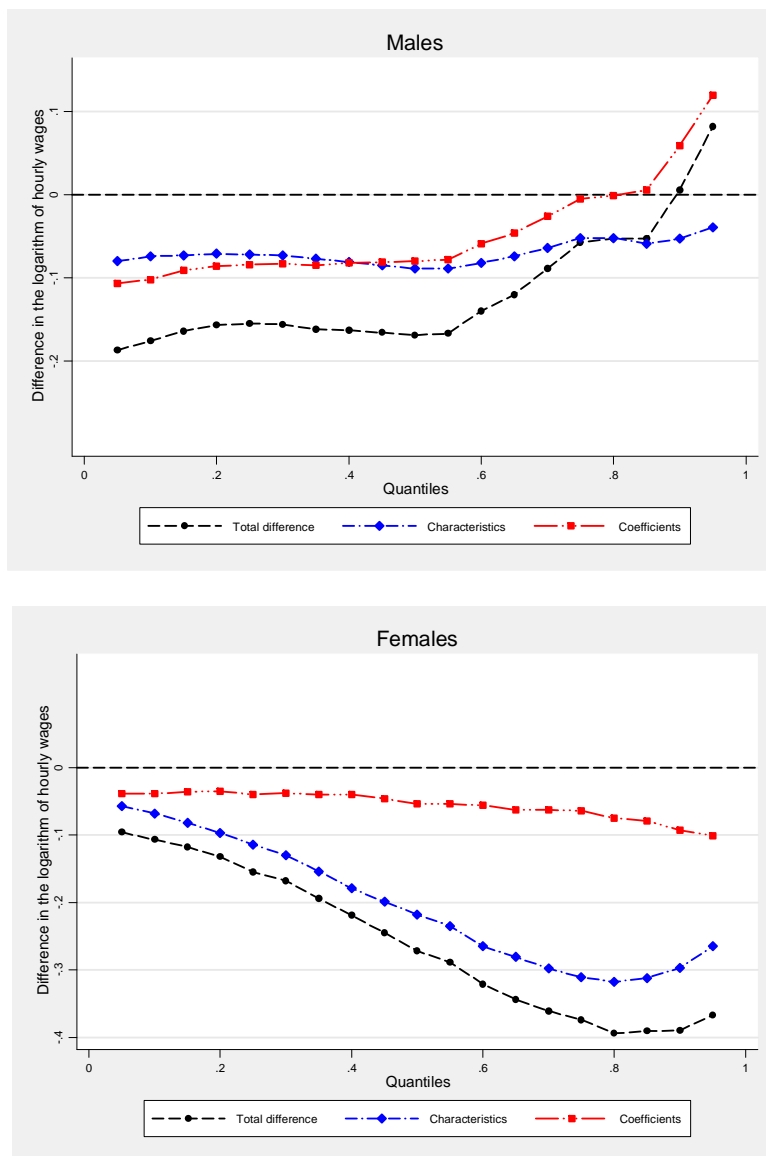 Males
Difference in the logarithm of hourly wages
.1
0
-.1
-.2
0 .2 .4 .6 .8 1
Quantiles
Total difference Characteristics Coefficients
Females
Difference in the logarithm of hourly wages
0
-.1
-.2
-.3
-.4
0 .2 .4 .6 .8 1
Quantiles
Total difference Characteristics Coefficients